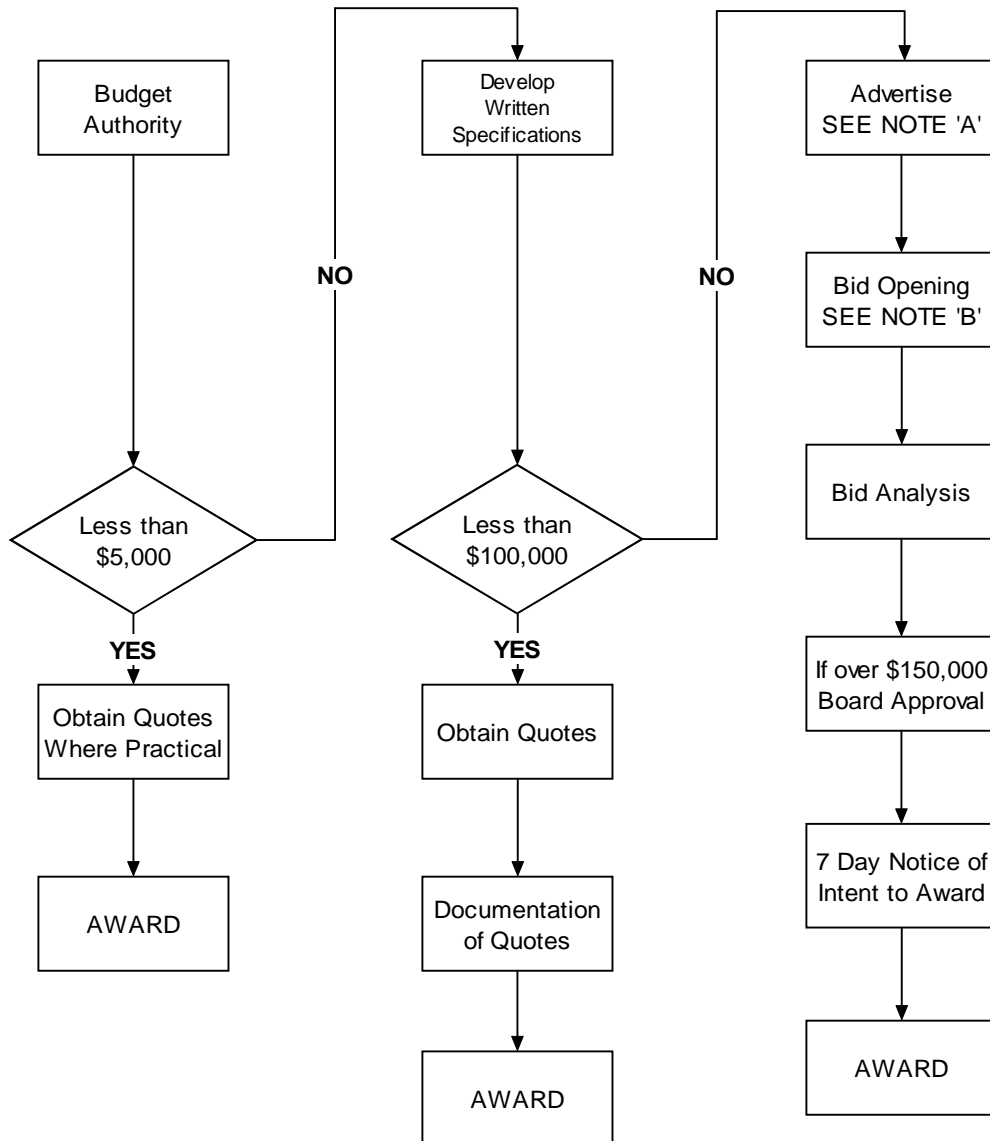 Budget
Authority
Less than
$5,000
YES
Obtain Quotes
Where Practical
AWARD
NO
Develop
Written
Specifications
Less than
$100,000
YES
Obtain Quotes
Documentation
of Quotes
AWARD
NO
Advertise
SEE NOTE 'A'
Bid Opening
SEE NOTE 'B'
Bid Analysis
If over $150,000
Board Approval
7 Day Notice of
Intent to Award
AWARD